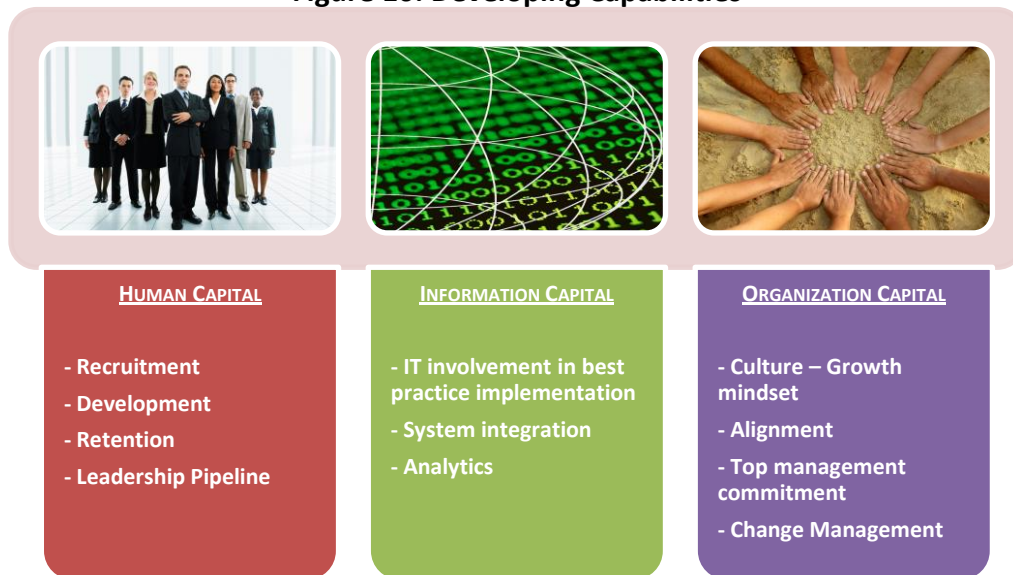 HUMAN CAPITAL
- Recruitment
- Development
- Retention
- Leadership Pipeline
INFORMATION CAPITAL
- IT involvement in best
practice implementation
- System integration
- Analytics
ORGANIZATION CAPITAL
- Culture – Growth
mindset
- Alignment
- Top management
commitment
- Change Management